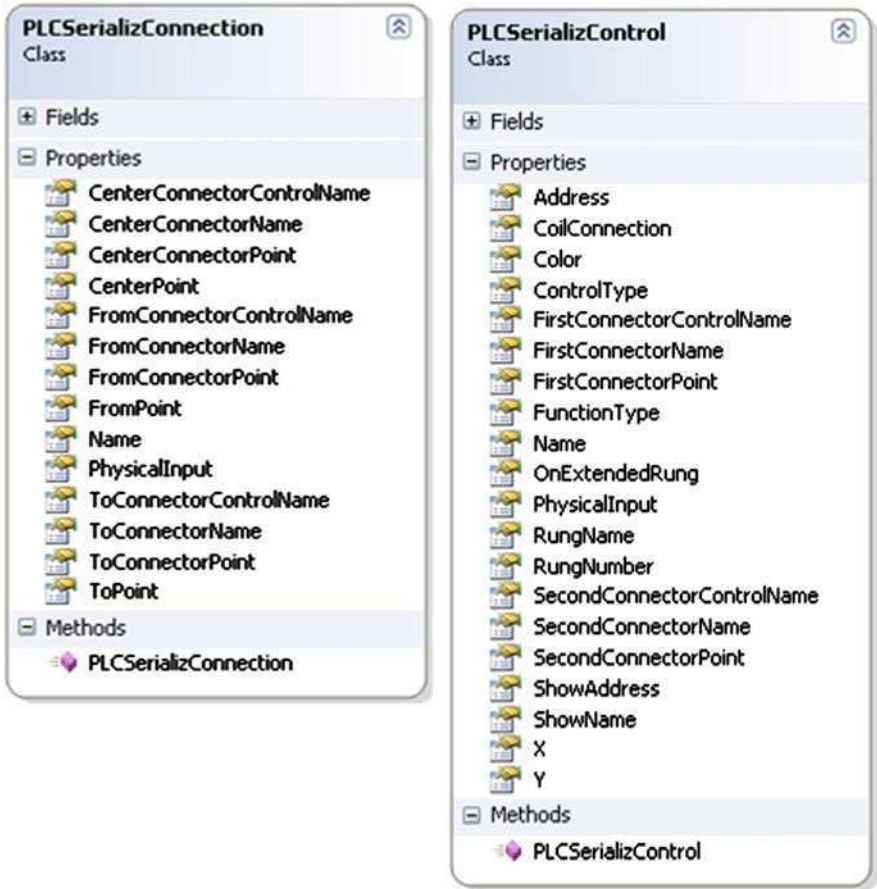 PLCSerializConnection
Class
Fields
Properties
CenterConnectorControlName
CenterConnectorName
CenterConnectorPoint
CenterPoint
FromConnectorControlName
FromConnectorName
FromConnectorPoint
FromPoint
Name
PhysicalInput
ToConnectorControlName
ToConnectorName
ToConnectorPoint
ToPoint
Methods
PLCSerializConnection
PLCSerializControl
Class
Fields
Properties
Address
CoilConnection
Color
ControlType
FirstConnectorControlName
FirstConnectorName
FirstConnectorPoint
FunctionType
Name
OnExtendedRung
PhysicalInput
RungName
RungNumber
SecondConnectorControlName
SecondConnectorName
SecondConnectorPoint
ShowAddress
ShowName
X
Y
Methods
PLCSerializControl